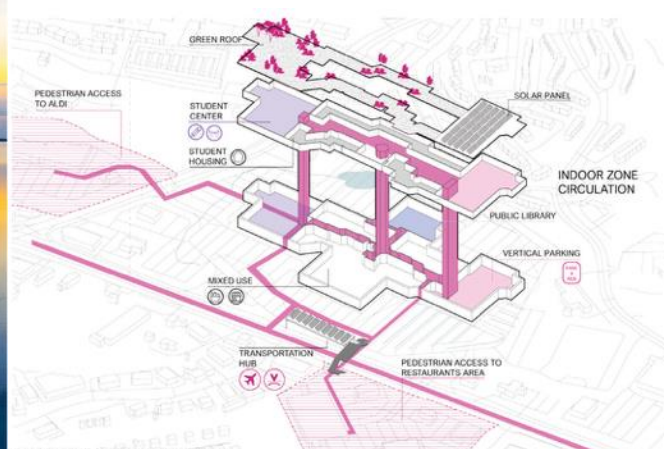 GREEN ROOF
PEDESTRIAN ACCESS
TO ALDI
STUDENT
CENTER
SOLAR PANEL
STUDENT
HOUSING
INDOOR ZONE
CIRCULATION
PUBLIC LIBRARY
VERTICAL PARKING
MIXED USE
TRANSPORTATION
HUB
PEDESTRIAN ACCESS TO
RESTAURANTS AREA